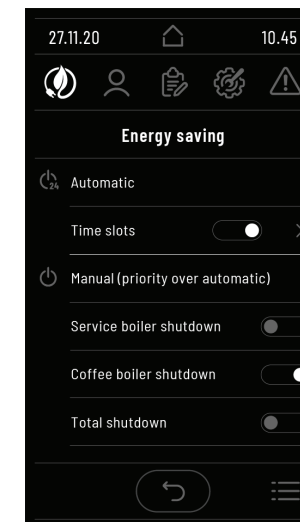 27.11.20 10.45
Energy saving
24 Automatic
Time slots
Manual (priority over automatic)
Service boiler shutdown
Coffee boiler shutdown
Total shutdown